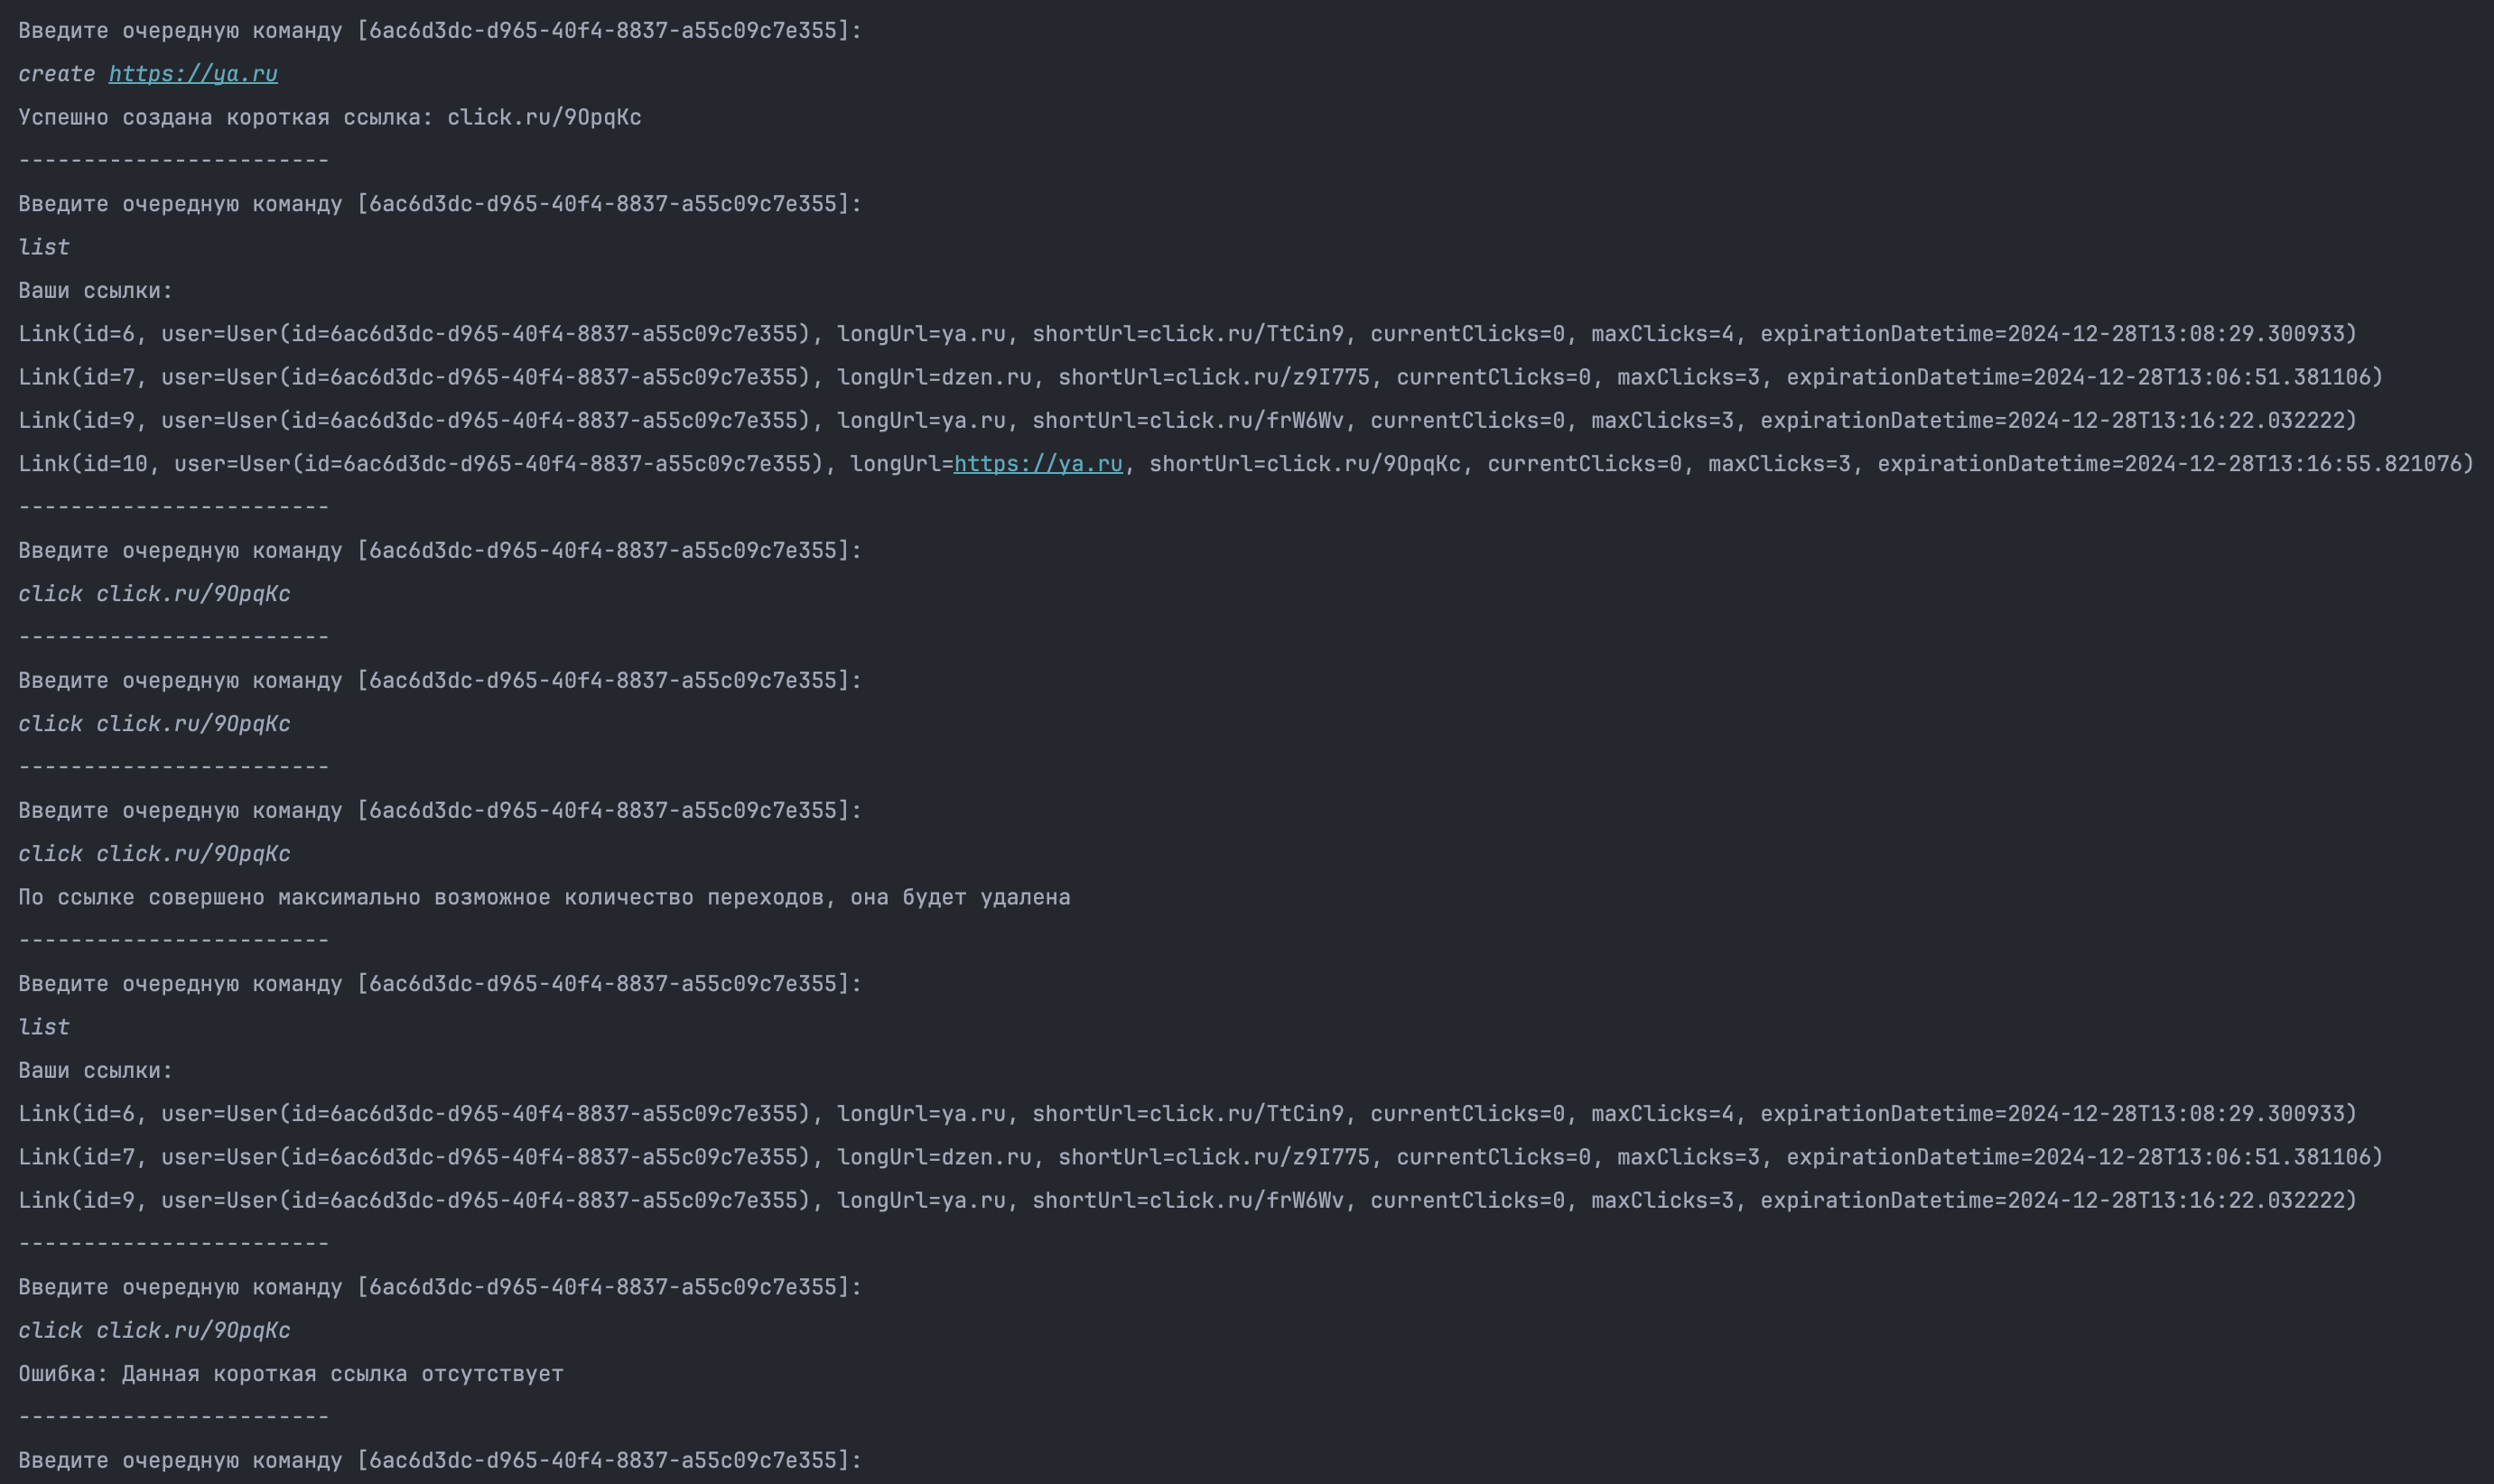 Введите очередную команду [6ac6d3dc-d965-40f4-8837-a55c09c7e355]:
create https://ya.ru
Успешно создана короткая ссылка: click.ru/9OpqKc
------------------------
Введите очередную команду [6ac6d3dc-d965-40f4-8837-a55c09c7e355]:
list
Ваши ссылки:
Link(id=6, user=User(id=6ac6d3dc-d965-40f4-8837-a55c09c7e355), longUrl=ya.ru, shortUrl=click.ru/TtCin9, currentClicks=0, maxClicks=4, expirationDatetime=2024-12-28T13:08:29.300933)
Link(id=7, user=User(id=6ac6d3dc-d965-40f4-8837-a55c09c7e355), longUrl=dzen.ru, shortUrl=click.ru/z9I775, currentClicks=0, maxClicks=3, expirationDatetime=2024-12-28T13:06:51.381106)
Link(id=9, user=User(id=6ac6d3dc-d965-40f4-8837-a55c09c7e355), longUrl=ya.ru, shortUrl=click.ru/frW6Wv, currentClicks=0, maxClicks=3, expirationDatetime=2024-12-28T13:16:22.032222)
Link(id=10, user=User(id=6ac6d3dc-d965-40f4-8837-a55c09c7e355), longUrl=https://ya.ru, shortUrl=click.ru/9OpqKc, currentClicks=0, maxClicks=3, expirationDatetime=2024-12-28T13:16:55.821076)
------------------------
Введите очередную команду [6ac6d3dc-d965-40f4-8837-a55c09c7e355]:
click click.ru/9OpqKc
------------------------
Введите очередную команду [6ac6d3dc-d965-40f4-8837-a55c09c7e355]:
click click.ru/9OpqKc
------------------------
Введите очередную команду [6ac6d3dc-d965-40f4-8837-a55c09c7e355]:
click click.ru/9OpqKc
По ссылке совершено максимально возможное количество переходов, она будет удалена
------------------------
Введите очередную команду [6ac6d3dc-d965-40f4-8837-a55c09c7e355]:
list
Ваши ссылки:
Link(id=6, user=User(id=6ac6d3dc-d965-40f4-8837-a55c09c7e355), longUrl=ya.ru, shortUrl=click.ru/TtCin9, currentClicks=0, maxClicks=4, expirationDatetime=2024-12-28T13:08:29.300933)
Link(id=7, user=User(id=6ac6d3dc-d965-40f4-8837-a55c09c7e355), longUrl=dzen.ru, shortUrl=click.ru/z9I775, currentClicks=0, maxClicks=3, expirationDatetime=2024-12-28T13:06:51.381106)
Link(id=9, user=User(id=6ac6d3dc-d965-40f4-8837-a55c09c7e355), longUrl=ya.ru, shortUrl=click.ru/frW6Wv, currentClicks=0, maxClicks=3, expirationDatetime=2024-12-28T13:16:22.032222)
------------------------
Введите очередную команду [6ac6d3dc-d965-40f4-8837-a55c09c7e355]:
click click.ru/9OpqKc
Ошибка: Данная короткая ссылка отсутствует
------------------------
Введите очередную команду [6ac6d3dc-d965-40f4-8837-a55c09c7e355]: